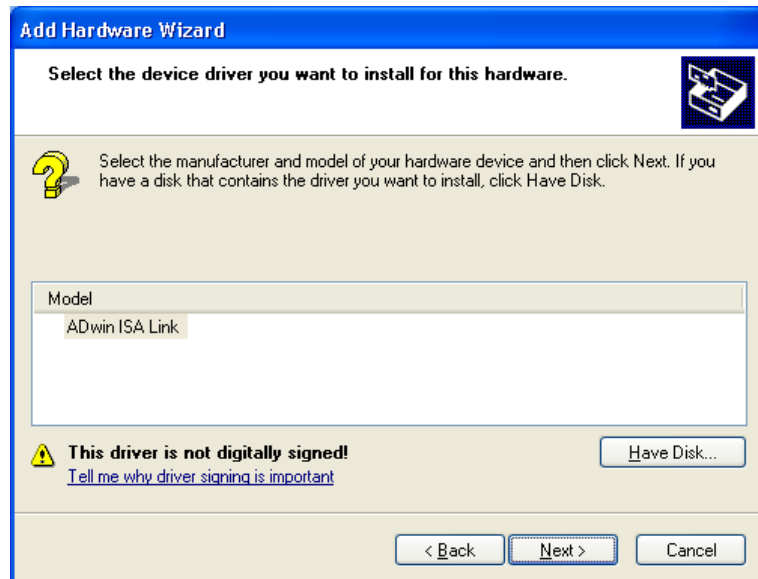 Add Hardware Wizard
Select the device driver you want to install for this hardware.
Select the manufacturer and model of your hardware device and then click Next. If you
have a disk that contains the driver you want to install, click Have Disk.
Model
ADwin ISA Link
This driver is not digitally signed!
Have Disk...
Tell me why driver signing is important
< Back
Next >
Cancel